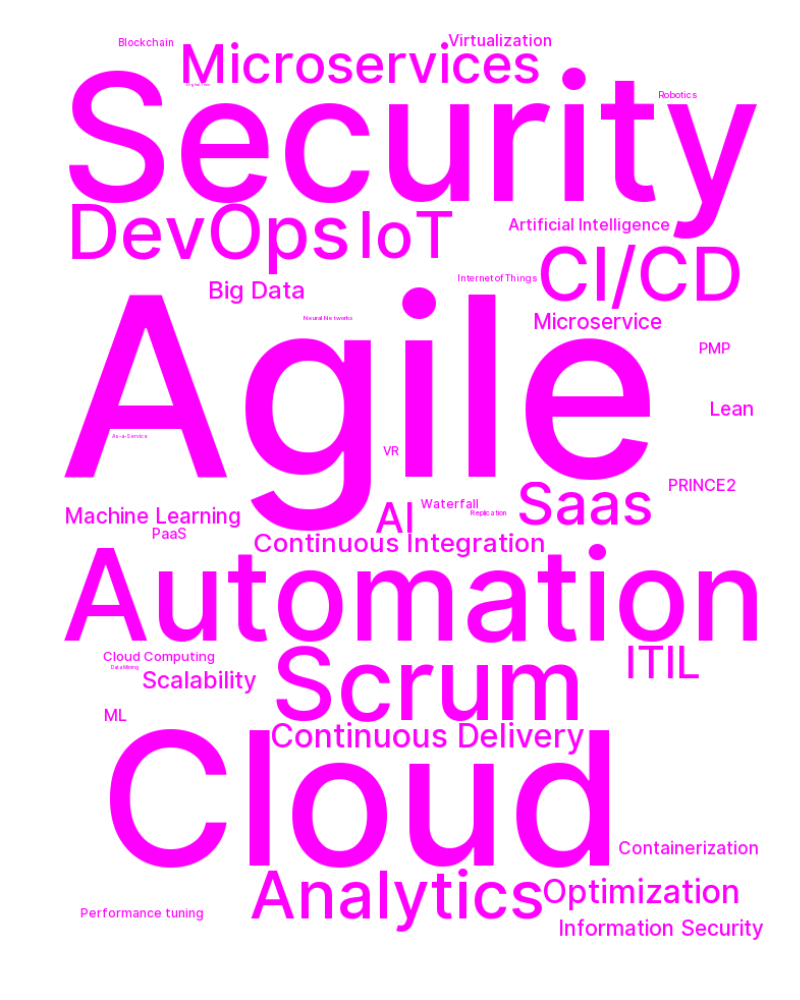 Blockchain
Virtualization
Microservices
Robotics
Security
DevOps
IoT
Artificial Intelligence
CI/CD
Internet of Things
Big Data
Neural Networks
Microservice
Agile
PMP
Lean
As-a-Service
VR
PRINCE2
Saas
Waterfall
Replication
AI
Machine Learning
PaaS
Continuous Integration
Automation
Cloud Computing
Data Mining
Scrum
ITIL
Scalability
ML
Continuous Delivery
Cloud
Containerization
Analytics
Optimization
Performance tuning
Information Security